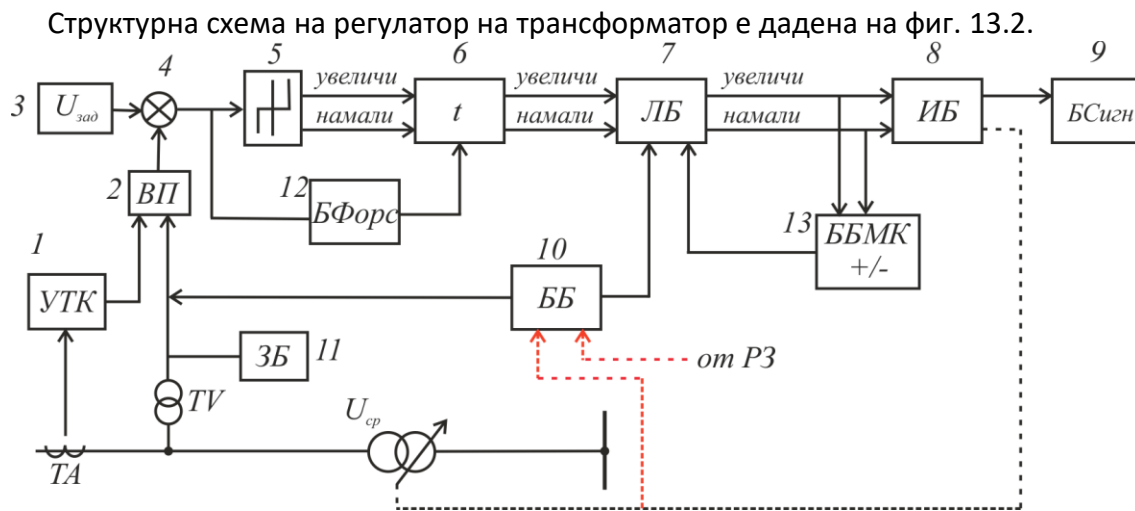 Структурна схема на регулатор на трансформатор е дадена на фиг. 13.2.
3
U зад
4
5
увеличи
намали
6
t
увеличи
намали
7
ЛБ
увеличи
намали
8
ИБ
9
БСигн
2
ВП
12
БФорс
13
ББМК
+/-
1
УТК
10
ББ
ЗБ
11
от РЗ
TV
U ср
TA